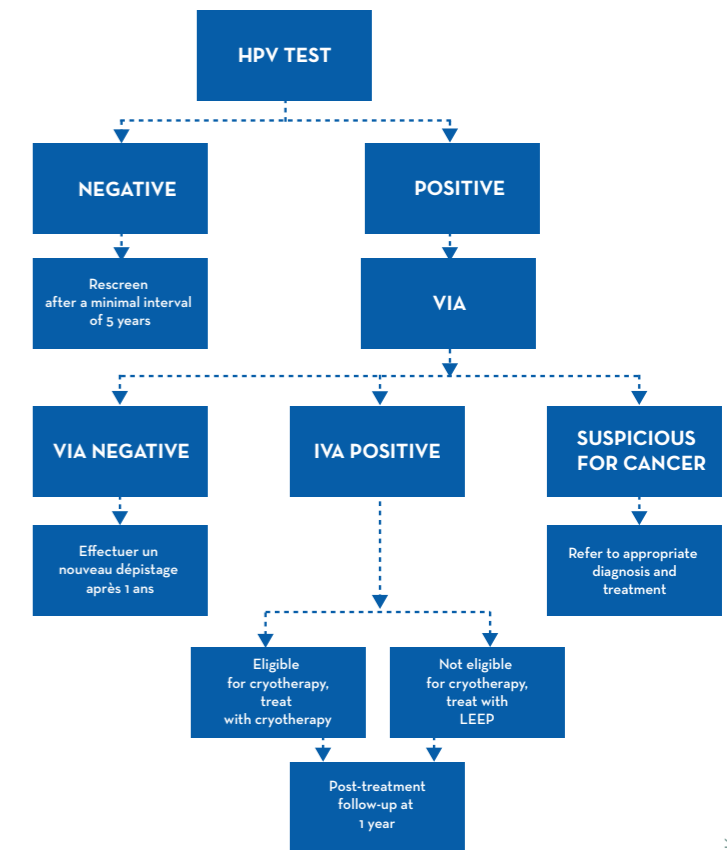 HPV TEST
NEGATIVE
POSITIVE
Rescreen
after a minimal interval
of 5 years
VIA
VIA NEGATIVE
IVA POSITIVE
SUSPICIOUS
FOR CANCER
Effectuer un
nouveau dépistage
après 1 ans
Refer to appropriate
diagnosis and
treatment
Eligible
for cryotherapy,
treat
with cryotherapy
Not eligible
for cryotherapy,
treat with
LEEP
Post-treatment
follow-up at
1 year